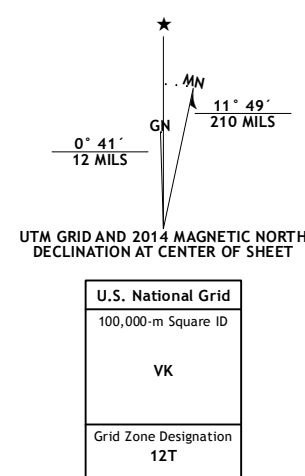 MN
GN
11° 49´
210 MILS
0° 41´
12 MILS
UTM GRID AND 2014 MAGNETIC NORTH
DECLINATION AT CENTER OF SHEET
U.S. National Grid
100,000-m Square ID
VK
Grid Zone Designation
12T